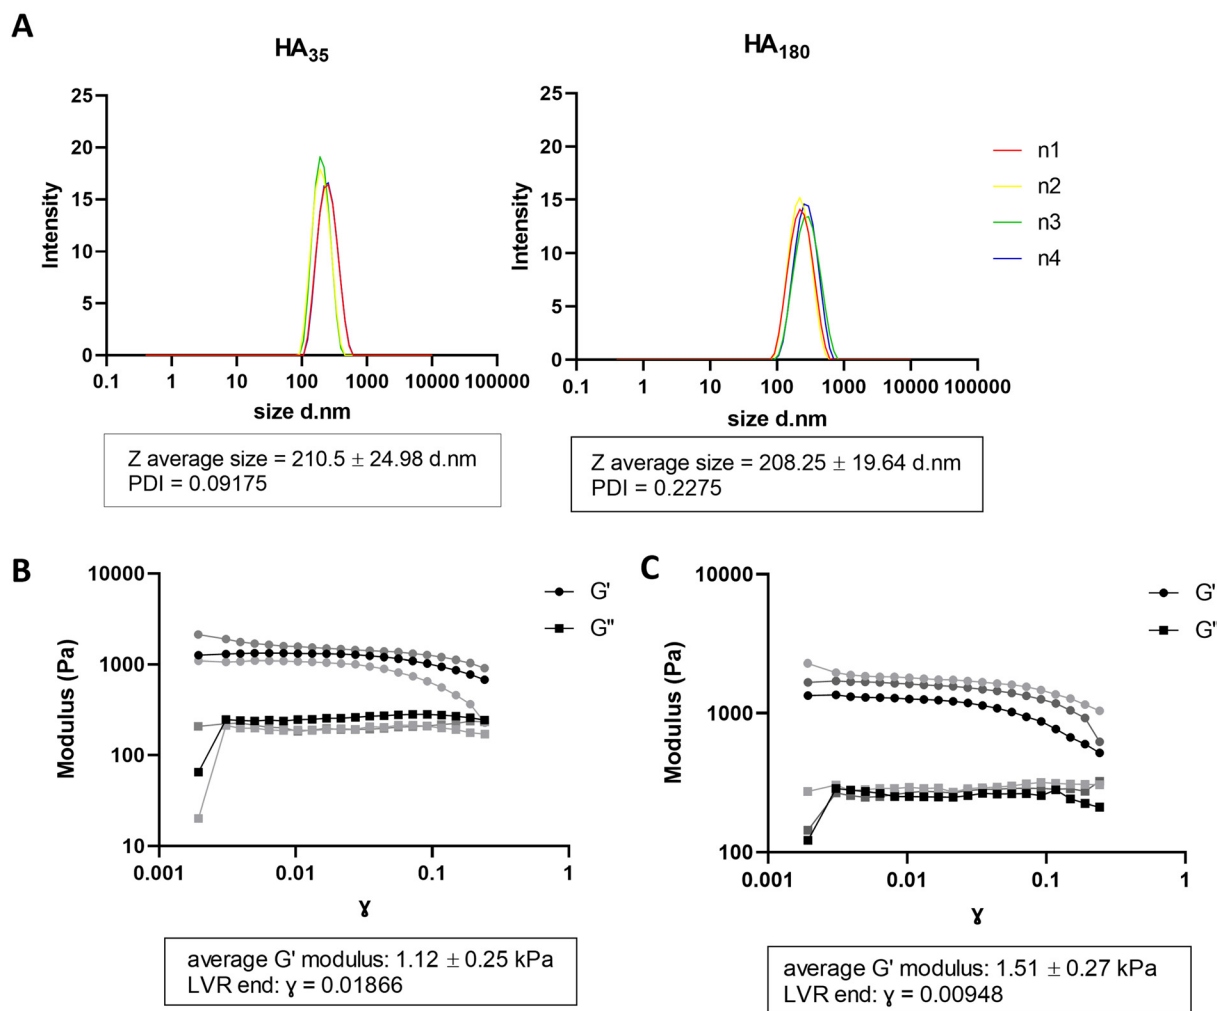 A
HA35
HA180
25
20
15
10
5
0
Intensity
0.1 1 10 100 1000 10000 100000
size d.nm
25
20
15
10
5
0
Intensity
0.1 1 10 100 1000 10000 100000
size d.nm
n1
n2
n3
n4
Z average size = 210.5 ± 24.98 d.nm
PDI = 0.09175
Z average size = 208.25 ± 19.64 d.nm
PDI = 0.2275
B
10000
1000
100
10
Modulus (Pa)
0.001 0.01 0.1 1
ɣ
G'
G"
average G' modulus: 1.12 ± 0.25 kPa
LVR end: ɣ = 0.01866
C
10000
1000
100
Modulus (Pa)
0.001 0.01 0.1 1
ɣ
G'
G"
average G' modulus: 1.51 ± 0.27 kPa
LVR end: ɣ = 0.00948